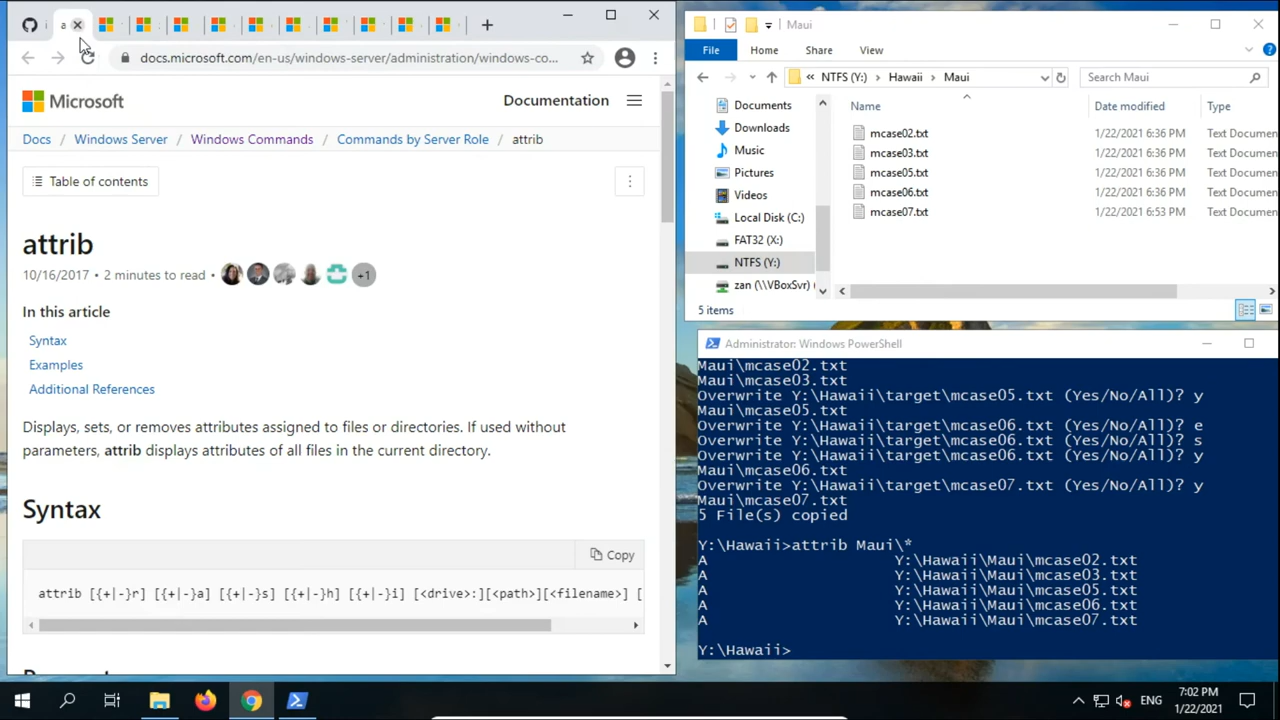 a
docs.microsoft.com/en-us/windows-server/administration/windows-co...
Microsoft
Documentation
Docs / Windows Server / Windows Commands / Commands by Server Role / attrib
Table of contents
attrib
10/16/2017 • 2 minutes to read •
+1
In this article
Syntax
Examples
Additional References
Displays, sets, or removes attributes assigned to files or directories. If used without
parameters, attrib displays attributes of all files in the current directory.
Syntax
Copy
attrib [{+|-}r] [{+|-}a] [{+|-}s] [{+|-}h] [{+|-}i] [<drive>:][<path>][<filename>] [
Maui
File Home Share View
« NTFS (Y:) > Hawaii > Maui
Search Maui
Documents
Downloads
Music
Pictures
Videos
Local Disk (C:)
FAT32 (X:)
NTFS (Y:)
zan (\\VBoxSvr) (
Name Date modified Type
mcase02.txt 1/22/2021 6:36 PM Text Documen
mcase03.txt 1/22/2021 6:36 PM Text Documen
mcase05.txt 1/22/2021 6:36 PM Text Documen
mcase06.txt 1/22/2021 6:36 PM Text Documen
mcase07.txt 1/22/2021 6:53 PM Text Documen
5 items
Administrator: Windows PowerShell
Maui\mcase02.txt
Maui\mcase03.txt
Overwrite Y:\Hawaii\target\mcase05.txt (Yes/No/All)? y
Maui\mcase05.txt
Overwrite Y:\Hawaii\target\mcase06.txt (Yes/No/All)? e
Overwrite Y:\Hawaii\target\mcase06.txt (Yes/No/All)? s
Overwrite Y:\Hawaii\target\mcase06.txt (Yes/No/All)? y
Maui\mcase06.txt
Overwrite Y:\Hawaii\target\mcase07.txt (Yes/No/All)? y
Maui\mcase07.txt
5 File(s) copied
Y:\Hawaii>attrib Maui\*
A Y:\Hawaii\Maui\mcase02.txt
A Y:\Hawaii\Maui\mcase03.txt
A Y:\Hawaii\Maui\mcase05.txt
A Y:\Hawaii\Maui\mcase06.txt
A Y:\Hawaii\Maui\mcase07.txt
Y:\Hawaii>
ENG
7:02 PM
1/22/2021